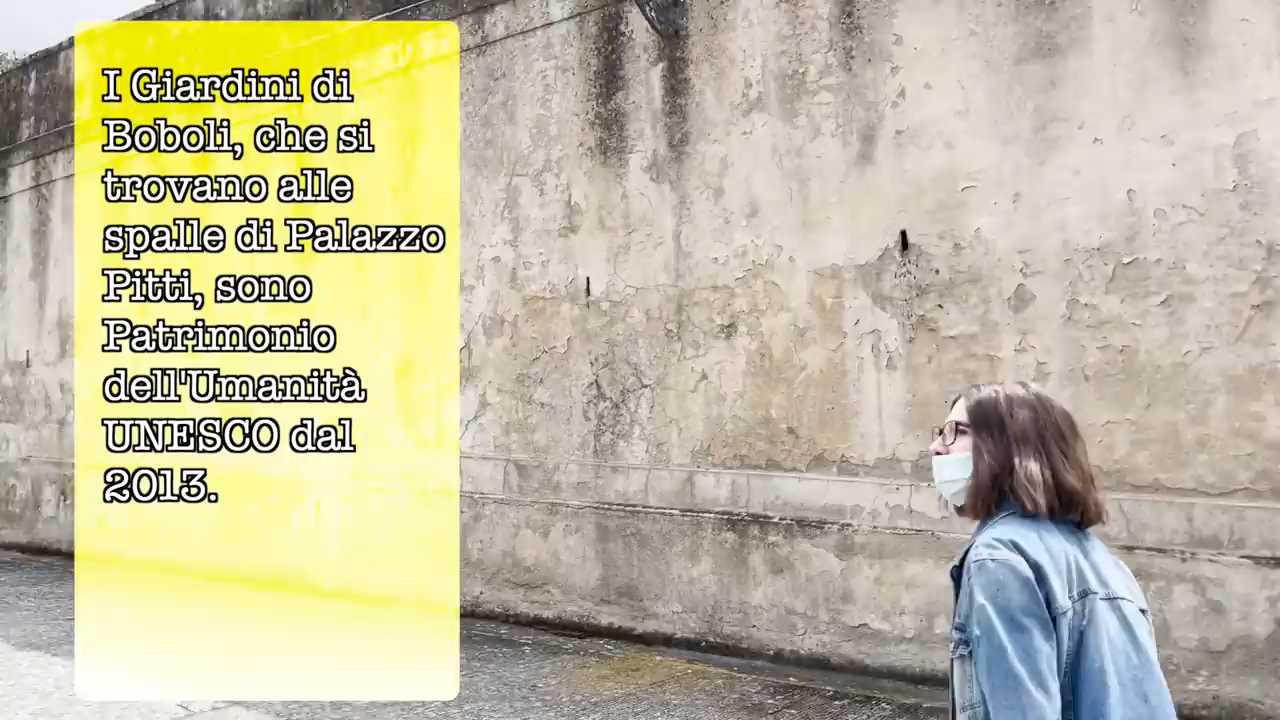 I Giardini di
Boboli, che si
trovano alle
spalle di Palazzo
Pitti, sono
Patrimonio
dell'Umanità
UNESCO dal
2013.